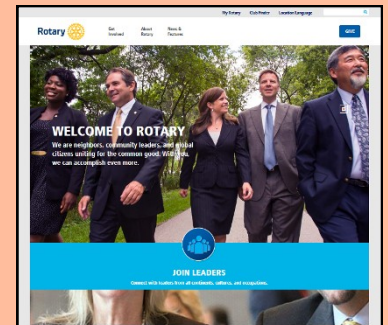 My Rotary Club Finder Location/Language
Rotary
Get Involved
About Rotary
News & Features
GIVE
WELCOME TO ROTARY
We are neighbors, community leaders, and global
citizens uniting for the common good. With you,
we can accomplish even more.
JOIN LEADERS
Connect with leaders from all continents, cultures, and occupations.